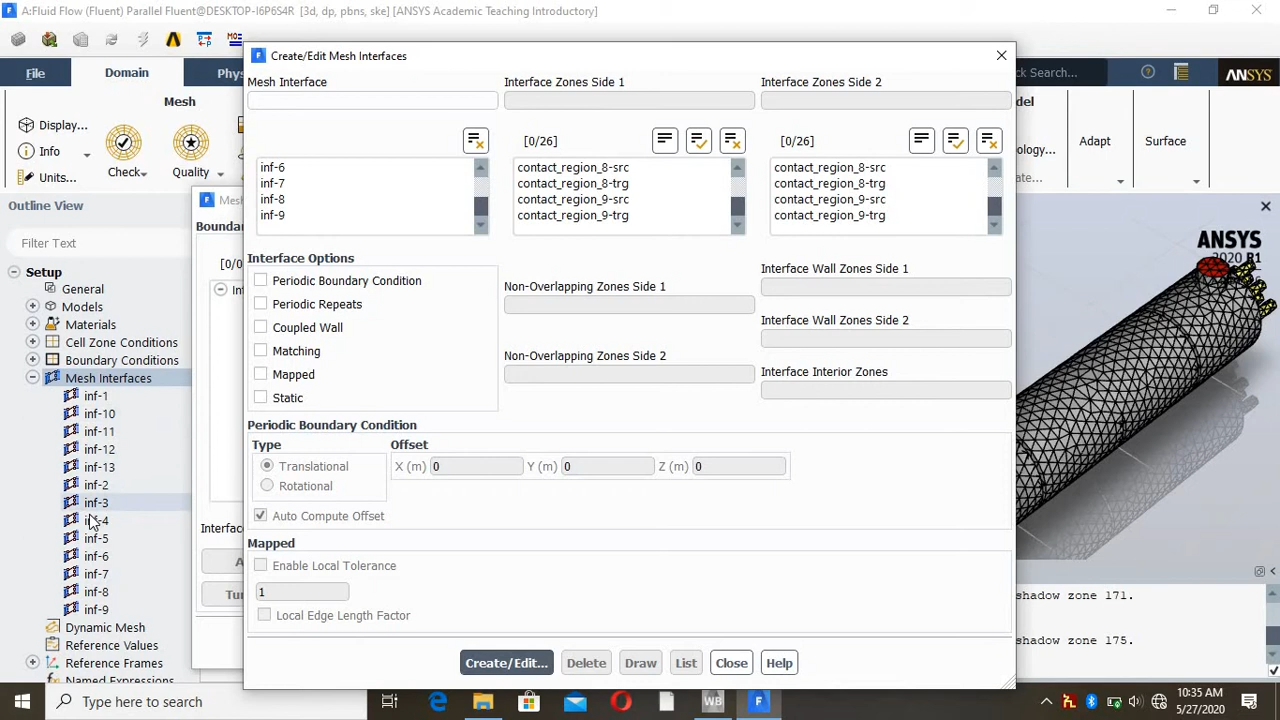 A:Fluid Flow (Fluent) Parallel Fluent@DESKTOP-I6P6S4R [3d, dp, pbns, ske] [ANSYS Academic Teaching Introductory]
File
Domain
Mesh
Display...
Info
Units...
Check
Quality
Adapt
Surface
ck Search...
ANSYS
Outline View
Filter Text
Setup
General
Models
Materials
Cell Zone Conditions
Boundary Conditions
Mesh Interfaces
inf-1
inf-10
inf-11
inf-12
inf-13
inf-2
inf-3
inf-4
inf-5
inf-6
inf-7
inf-8
inf-9
Dynamic Mesh
Reference Values
Reference Frames
Named Expressions
Create/Edit Mesh Interfaces
Mesh Interface
Interface Zones Side 1
Interface Zones Side 2
[0/26]
[0/26]
inf-6
inf-7
inf-8
inf-9
contact_region_8-src
contact_region_8-trg
contact_region_9-src
contact_region_9-trg
contact_region_8-src
contact_region_8-trg
contact_region_9-src
contact_region_9-trg
Interface Options
Periodic Boundary Condition
Periodic Repeats
Coupled Wall
Matching
Mapped
Static
Non-Overlapping Zones Side 1
Non-Overlapping Zones Side 2
Interface Wall Zones Side 1
Interface Wall Zones Side 2
Interface Interior Zones
Periodic Boundary Condition
Type
Translational
Rotational
Offset
X (m) 0 Y (m) 0 Z (m) 0
Auto Compute Offset
Mapped
Enable Local Tolerance
1
Local Edge Length Factor
Create/Edit...
Delete
Draw
List
Close
Help
ANSYS
2020 R1
shadow zone 171.
shadow zone 175.
Type here to search
WB
10:35 AM
5/27/2020